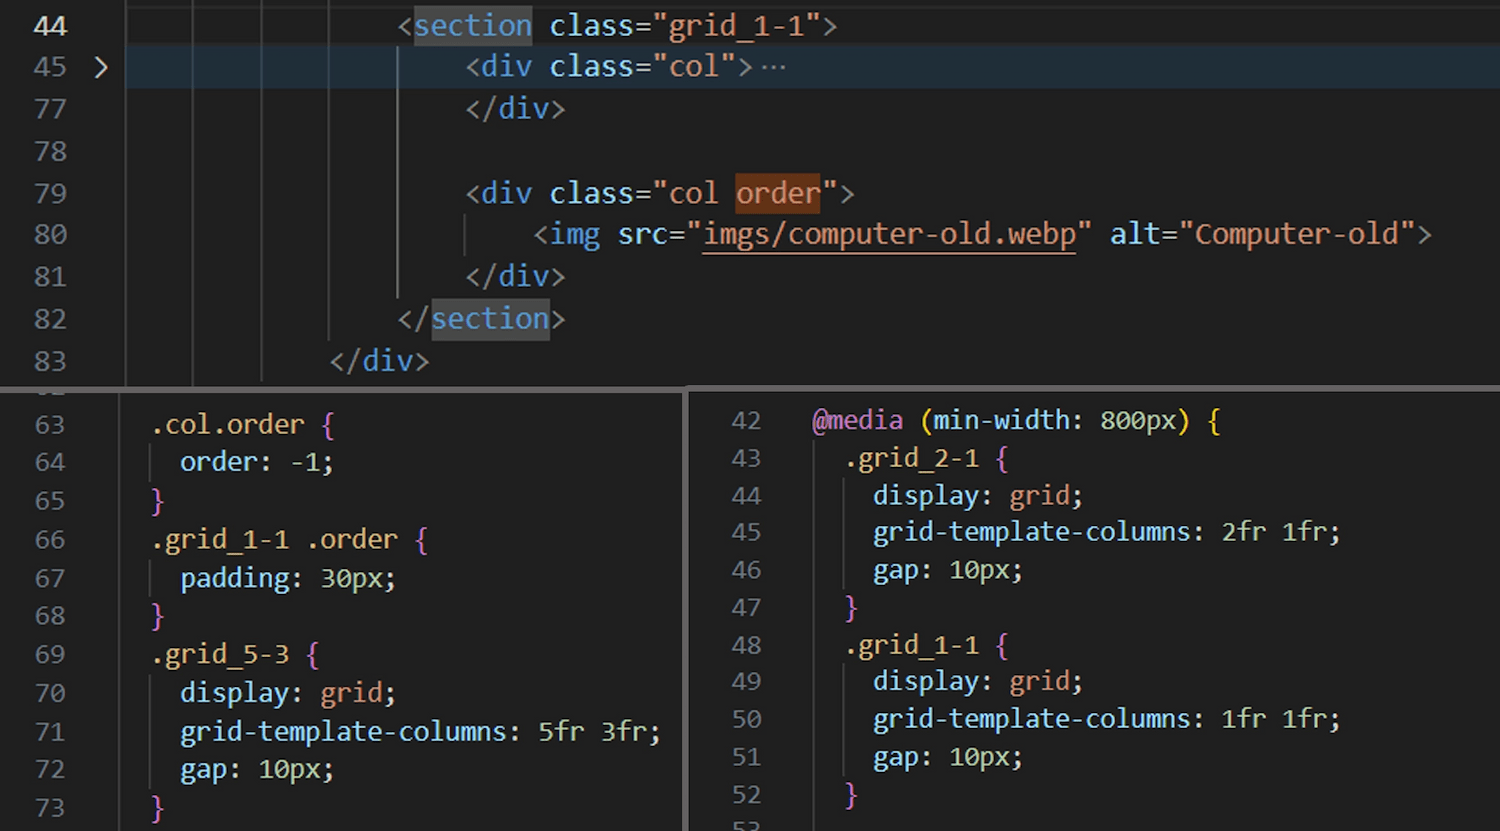 44 <section class="grid_1-1">
45 > <div class="col"> ···
77 </div>
78
79 <div class="col order">
80 <img src="imgs/computer-old.webp" alt="Computer-old">
81 </div>
82 </section>
83 </div>
63 .col.order {
64 order: -1;
65 }
66 .grid_1-1 .order {
67 padding: 30px;
68 }
69 .grid_5-3 {
70 display: grid;
71 grid-template-columns: 5fr 3fr;
72 gap: 10px;
73 }
42 @media (min-width: 800px) {
43 .grid_2-1 {
44 display: grid;
45 grid-template-columns: 2fr 1fr;
46 gap: 10px;
47 }
48 .grid_1-1 {
49 display: grid;
50 grid-template-columns: 1fr 1fr;
51 gap: 10px;
52 }